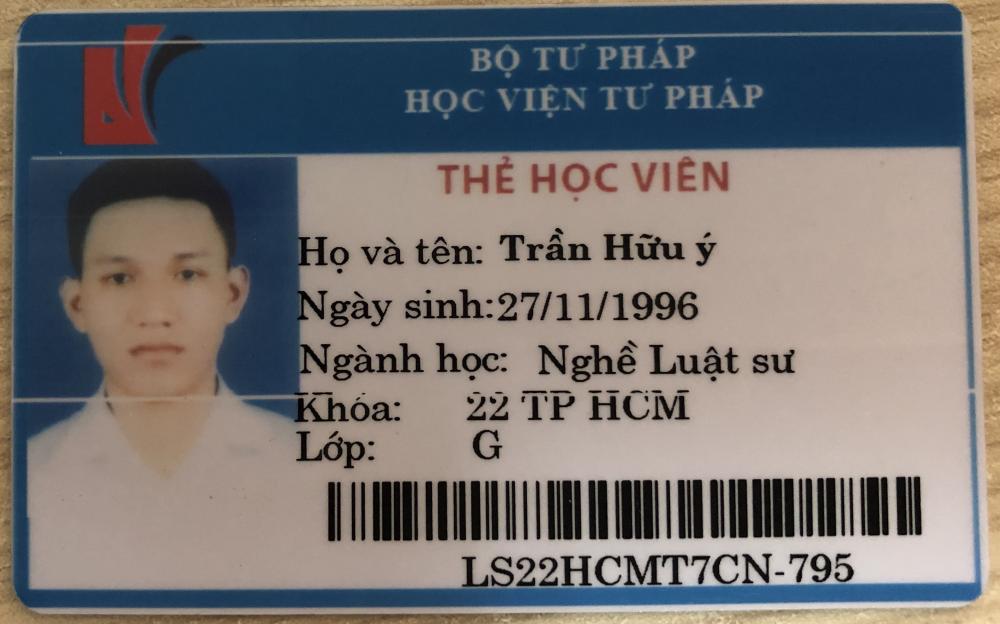 BỘ TƯ PHÁP
HỌC VIỆN TƯ PHÁP
THẺ HỌC VIÊN
Họ và tên: Trần Hữu ý
Ngày sinh:27/11/1996
Ngành học: Nghề Luật sư
Khóa: 22 TP HCM
Lớp: G
LS22HCMT7CN-795